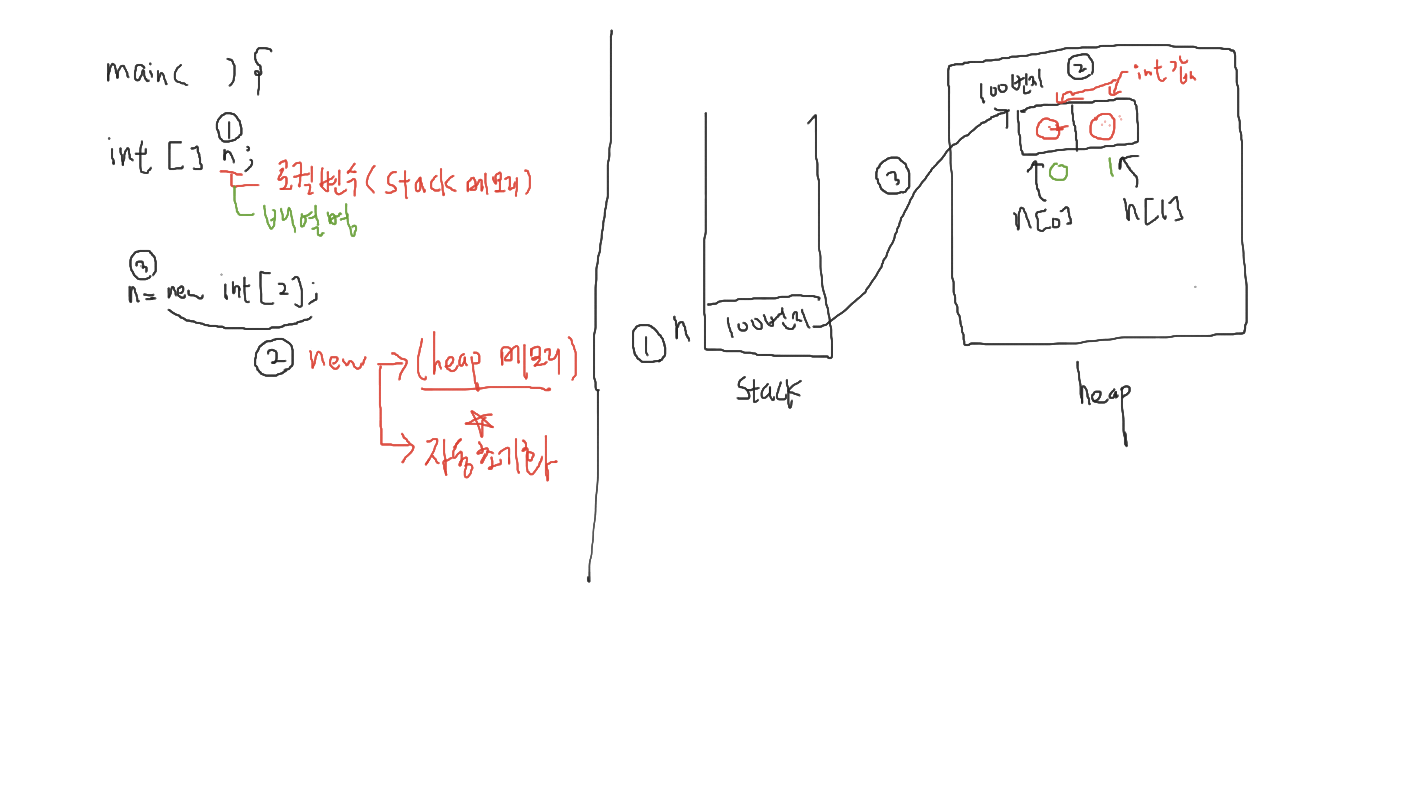 main( ) {
①
int [] n;
로컬변수(Stack 메모리)
배열명
③
n = new int[2];
② new → (heap 메모리)
☆
자동초기화
① n
100번지
Stack
③
100번지 ② int값
0 0
0 1
n[0] n[1]
heap